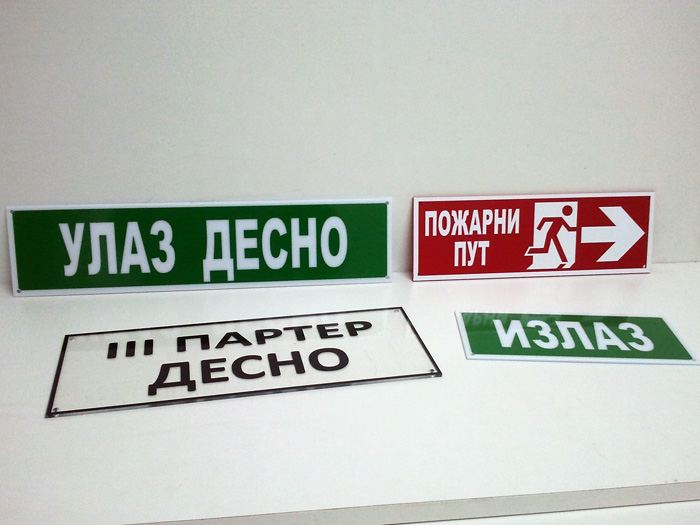 УЛАЗ ДЕСНО
ПОЖАРНИ
ПУТ
III ПАРТЕР
ДЕСНО
ИЗЛАЗ